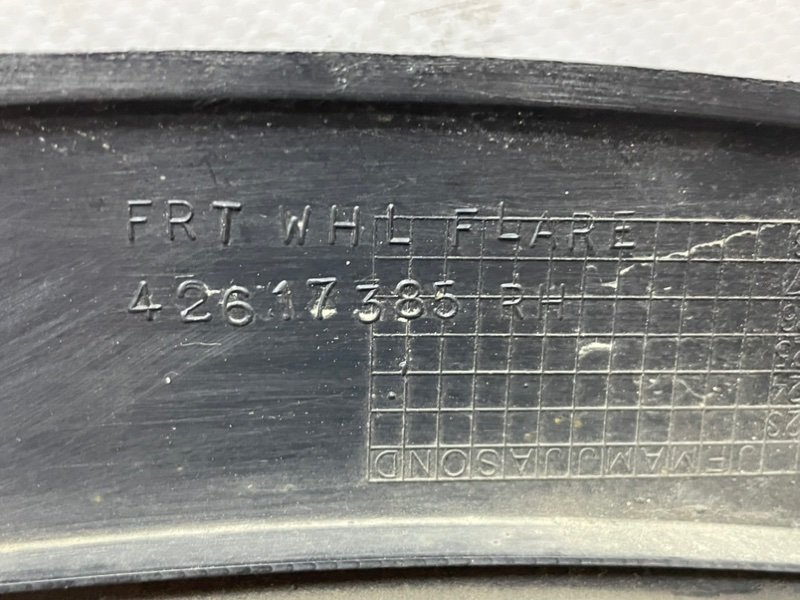 FRT WHL FLARE
42617385 RH
JFMAMJJASOND